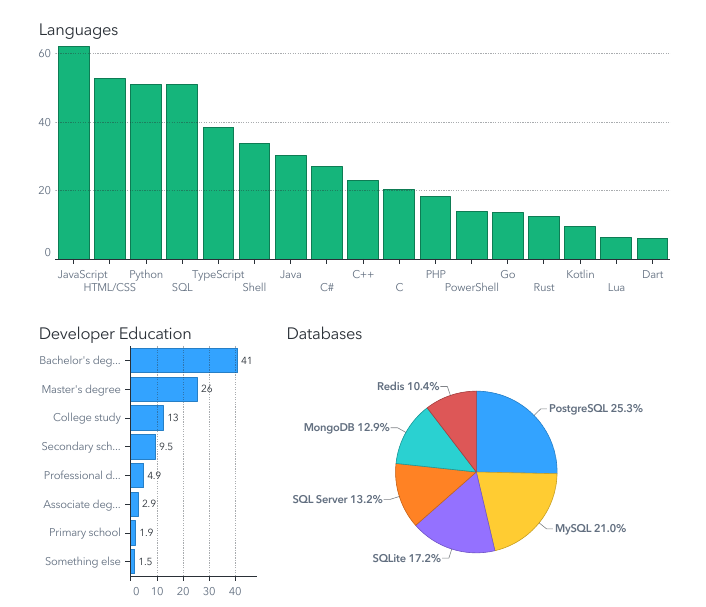 Languages
60
40
20
0
JavaScript Python TypeScript Java C++ PHP Go Kotlin Dart
HTML/CSS SQL Shell C# C PowerShell Rust Lua
Developer Education
Bachelor's deg... 41
Master's degree 26
College study 13
Secondary sch... 9.5
Professional d... 4.9
Associate deg... 2.9
Primary school 1.9
Something else 1.5
0 10 20 30 40
Databases
Redis 10.4%
PostgreSQL 25.3%
MongoDB 12.9%
SQL Server 13.2%
MySQL 21.0%
SQLite 17.2%